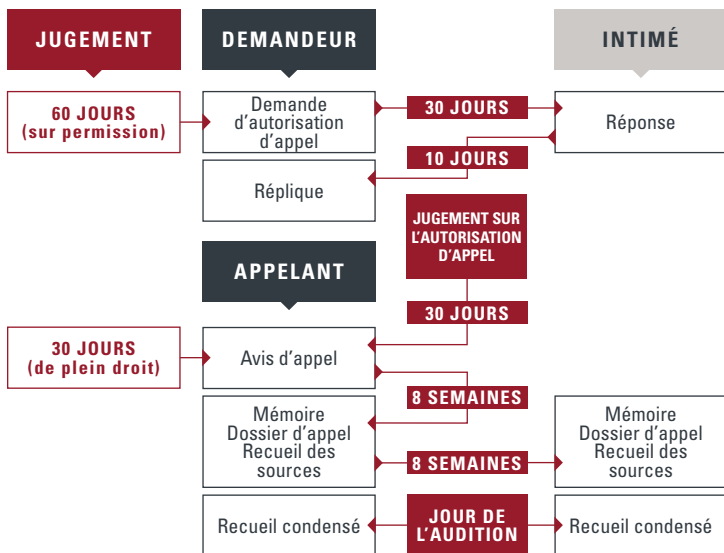 JUGEMENT
DEMANDEUR
INTIMÉ
60 JOURS
(sur permission)
Demande
d'autorisation
d'appel
30 JOURS
Réponse
10 JOURS
Réplique
JUGEMENT SUR
L'AUTORISATION
D'APPEL
APPELANT
30 JOURS
30 JOURS
(de plein droit)
Avis d'appel
8 SEMAINES
Mémoire
Dossier d'appel
Recueil des
sources
8 SEMAINES
Mémoire
Dossier d'appel
Recueil des
sources
Recueil condensé
JOUR DE
L'AUDITION
Recueil condensé